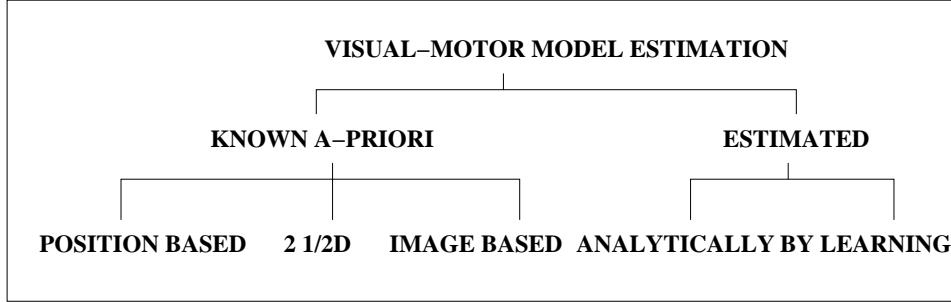 VISUAL−MOTOR MODEL ESTIMATION
KNOWN A−PRIORI ESTIMATED
POSITION BASED 2 1/2D IMAGE BASED ANALYTICALLY BY LEARNING